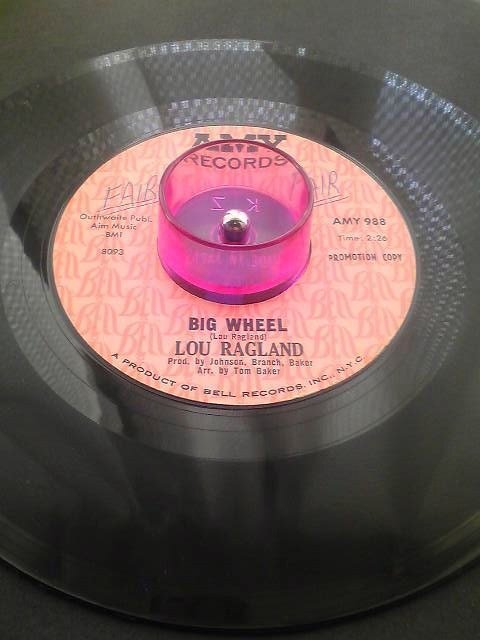 AMY
RECORDS
FAIR
FAIR
Outhwaite Publ.
Aim Music
BMI
8093
AMY 988
Time: 2:26
PROMOTION COPY
BIG WHEEL
(Lou Ragland)
LOU RAGLAND
Prod. by Johnson, Branch, Baker
Arr. by Tom Baker
A PRODUCT OF BELL RECORDS, INC., N.Y.C.